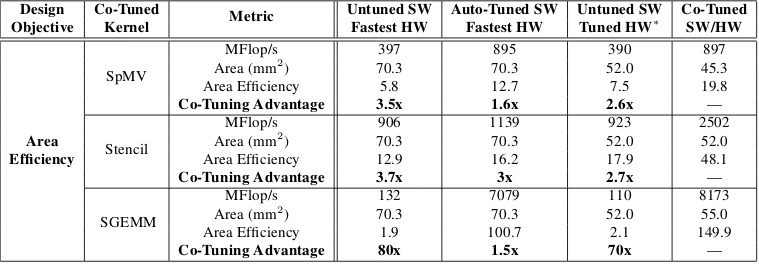 Design Objective Co-Tuned Kernel Metric Untuned SW Fastest HW Auto-Tuned SW Fastest HW Untuned SW Tuned HW* Co-Tuned SW/HW
Area Efficiency
SpMV
MFlop/s 397 895 390 897
Area (mm²) 70.3 70.3 52.0 45.3
Area Efficiency 5.8 12.7 7.5 19.8
Co-Tuning Advantage 3.5x 1.6x 2.6x —
Stencil
MFlop/s 906 1139 923 2502
Area (mm²) 70.3 70.3 52.0 52.0
Area Efficiency 12.9 16.2 17.9 48.1
Co-Tuning Advantage 3.7x 3x 2.7x —
SGEMM
MFlop/s 132 7079 110 8173
Area (mm²) 70.3 70.3 52.0 55.0
Area Efficiency 1.9 100.7 2.1 149.9
Co-Tuning Advantage 80x 1.5x 70x —